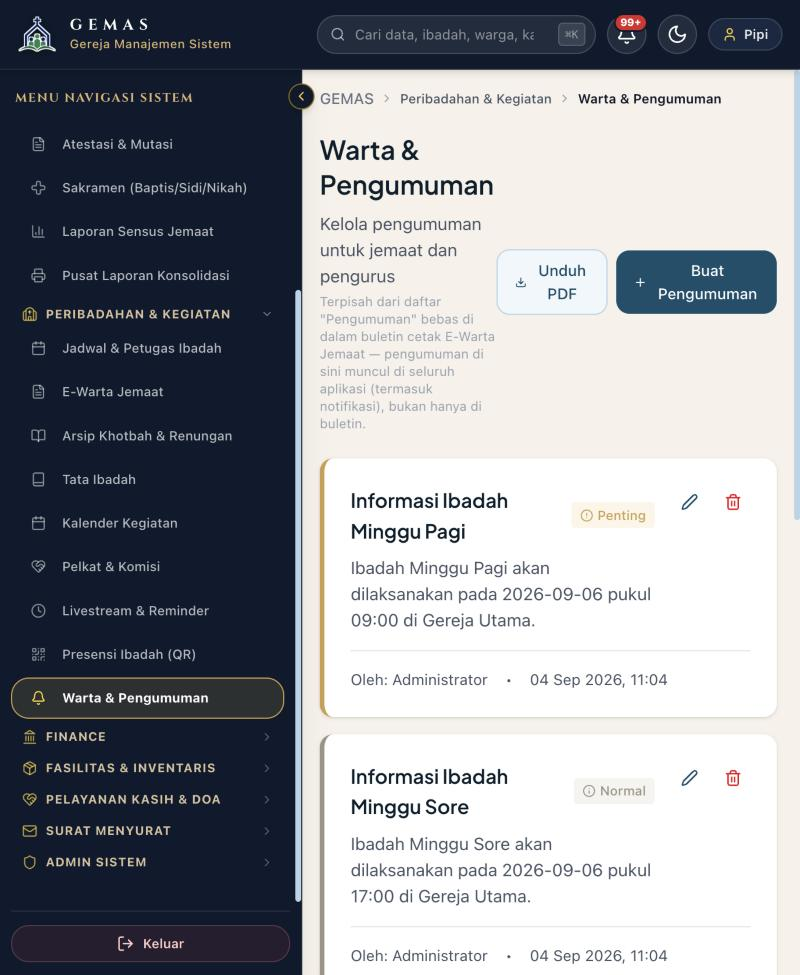 GEMAS
Gereja Manajemen Sistem
Cari data, ibadah, warga, ka
⌘K
99+
Pipi
MENU NAVIGASI SISTEM
Atestasi & Mutasi
Sakramen (Baptis/Sidi/Nikah)
Laporan Sensus Jemaat
Pusat Laporan Konsolidasi
PERIBADAHAN & KEGIATAN
Jadwal & Petugas Ibadah
E-Warta Jemaat
Arsip Khotbah & Renungan
Tata Ibadah
Kalender Kegiatan
Pelkat & Komisi
Livestream & Reminder
Presensi Ibadah (QR)
Warta & Pengumuman
FINANCE
FASILITAS & INVENTARIS
PELAYANAN KASIH & DOA
SURAT MENYURAT
ADMIN SISTEM
Keluar
GEMAS > Peribadahan & Kegiatan > Warta & Pengumuman
Warta &
Pengumuman
Kelola pengumuman
untuk jemaat dan
pengurus
Terpisah dari daftar
"Pengumuman" bebas di
dalam buletin cetak E-Warta
Jemaat — pengumuman di
sini muncul di seluruh
aplikasi (termasuk
notifikasi), bukan hanya di
buletin.
Unduh
PDF
+ Buat
Pengumuman
Informasi Ibadah
Minggu Pagi
Penting
Ibadah Minggu Pagi akan
dilaksanakan pada 2026-09-06 pukul
09:00 di Gereja Utama.
Oleh: Administrator • 04 Sep 2026, 11:04
Informasi Ibadah
Minggu Sore
Normal
Ibadah Minggu Sore akan
dilaksanakan pada 2026-09-06 pukul
17:00 di Gereja Utama.
Oleh: Administrator • 04 Sep 2026, 11:04